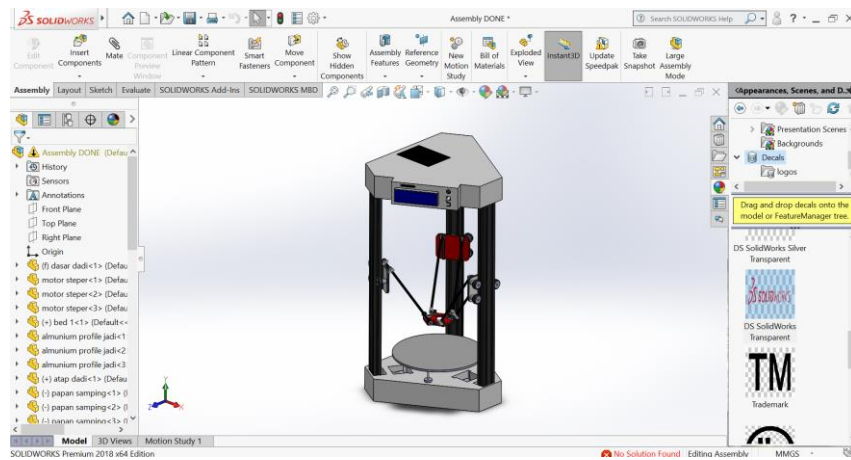 SOLIDWORKS
Assembly DONE *
Search SOLIDWORKS Help
Edit Component
Insert Components
Mate
Component Preview Window
Linear Component Pattern
Smart Fasteners
Move Component
Show Hidden Components
Assembly Features
Reference Geometry
New Motion Study
Bill of Materials
Exploded View
Instant3D
Update Speedpak
Take Snapshot
Large Assembly Mode
Assembly Layout Sketch Evaluate SOLIDWORKS Add-Ins SOLIDWORKS MBD
Appearances, Scenes, and D...
Assembly DONE (Defau
History
Sensors
Annotations
Front Plane
Top Plane
Right Plane
Origin
(f) dasar dadi<1> (Defau
motor steper<1> (Defau
motor steper<2> (Defau
motor steper<3> (Defau
(+) bed 1<1> (Default<<
almunium profile jadi<1
almunium profile jadi<2
almunium profile jadi<3
(+) atap dadi<1> (Defau
(-) papan samping<1> (
(-) papan samping<2> (
(-) papan samping<3> (
Presentation Scenes
Backgrounds
Decals
logos
Drag and drop decals onto the
model or FeatureManager tree.
DS SolidWorks Silver
Transparent
SOLIDWORKS
DS SolidWorks
Transparent
TM
Trademark
Model 3D Views Motion Study 1
SOLIDWORKS Premium 2018 x64 Edition
No Solution Found Editing Assembly MMGS